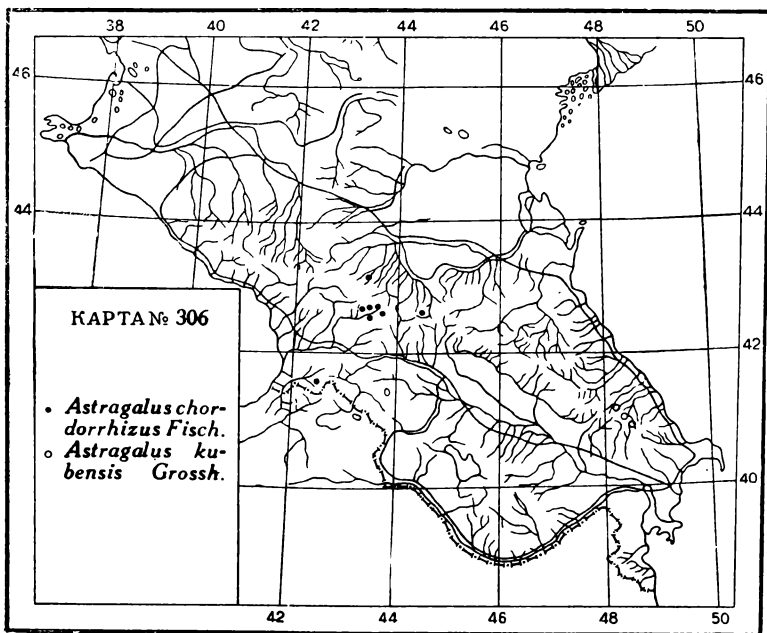 38 40 42 44 46 48
46 46
44 44
КАРТА № 306
42
• Astragalus chor-
dorrhizus Fisch.
○ Astragalus ku-
bensis Grossh.
40 40
42 44 46 48 50